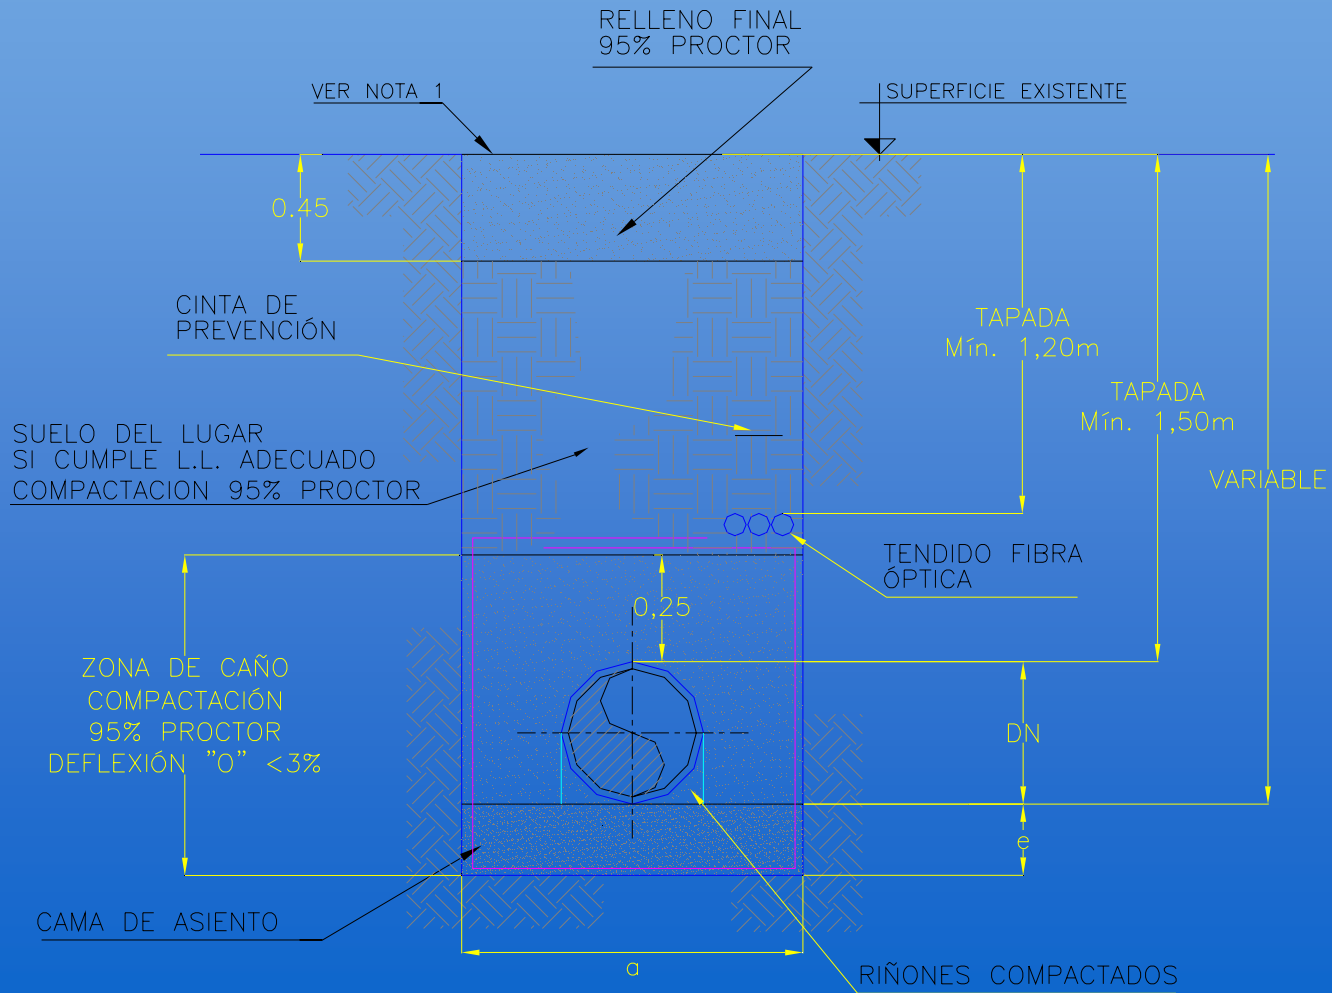 RELLENO FINAL
95% PROCTOR
VER NOTA 1
SUPERFICIE EXISTENTE
0.45
CINTA DE
PREVENCIÓN
TAPADA
Mín. 1,20m
TAPADA
Mín. 1,50m
SUELO DEL LUGAR
SI CUMPLE L.L. ADECUADO
COMPACTACION 95% PROCTOR
VARIABLE
TENDIDO FIBRA
ÓPTICA
0,25
ZONA DE CAÑO
COMPACTACIÓN
95% PROCTOR
DEFLEXIÓN "0" <3%
DN
e
CAMA DE ASIENTO
a
RIÑONES COMPACTADOS